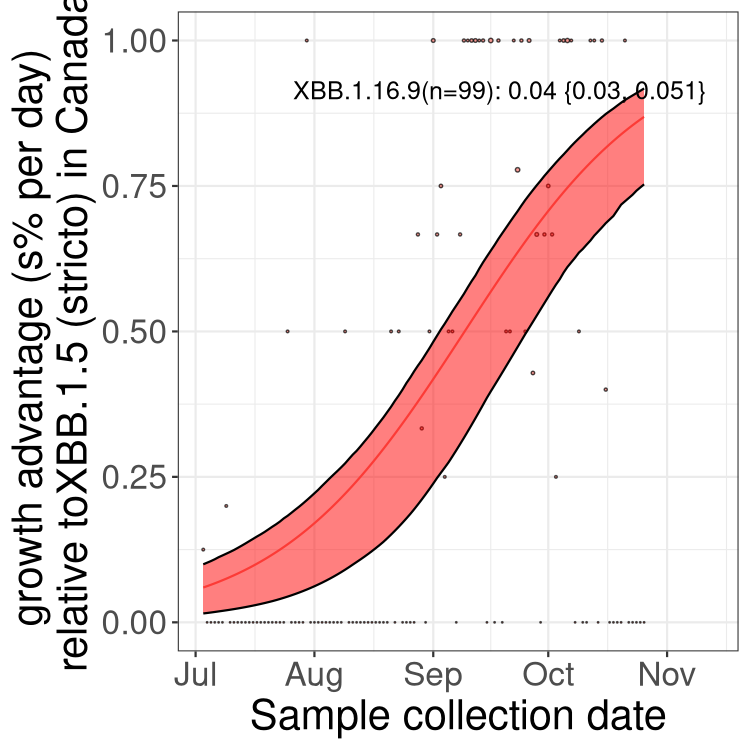 growth advantage (s% per day)
relative toXBB.1.5 (stricto) in Canada
1.00
0.75
0.50
0.25
0.00
XBB.1.16.9(n=99): 0.04 {0.03, 0.051}
Jul Aug Sep Oct Nov
Sample collection date